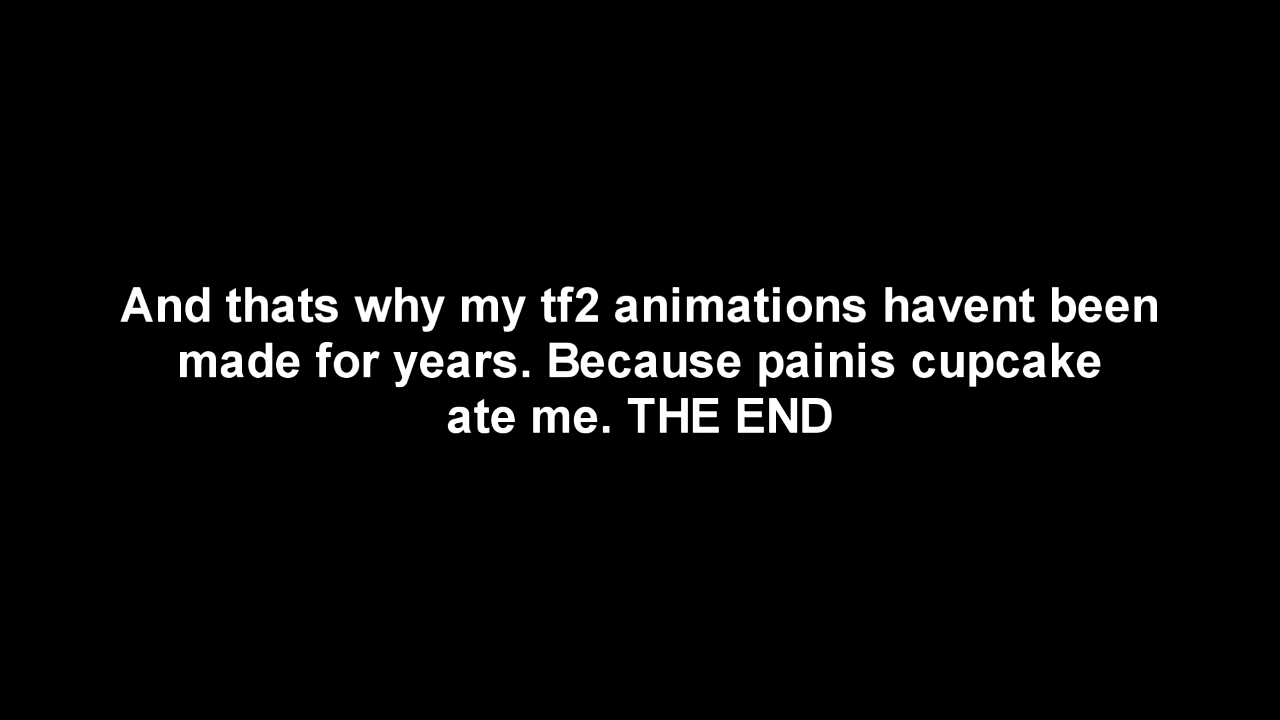 And thats why my tf2 animations havent been
made for years. Because painis cupcake
ate me. THE END